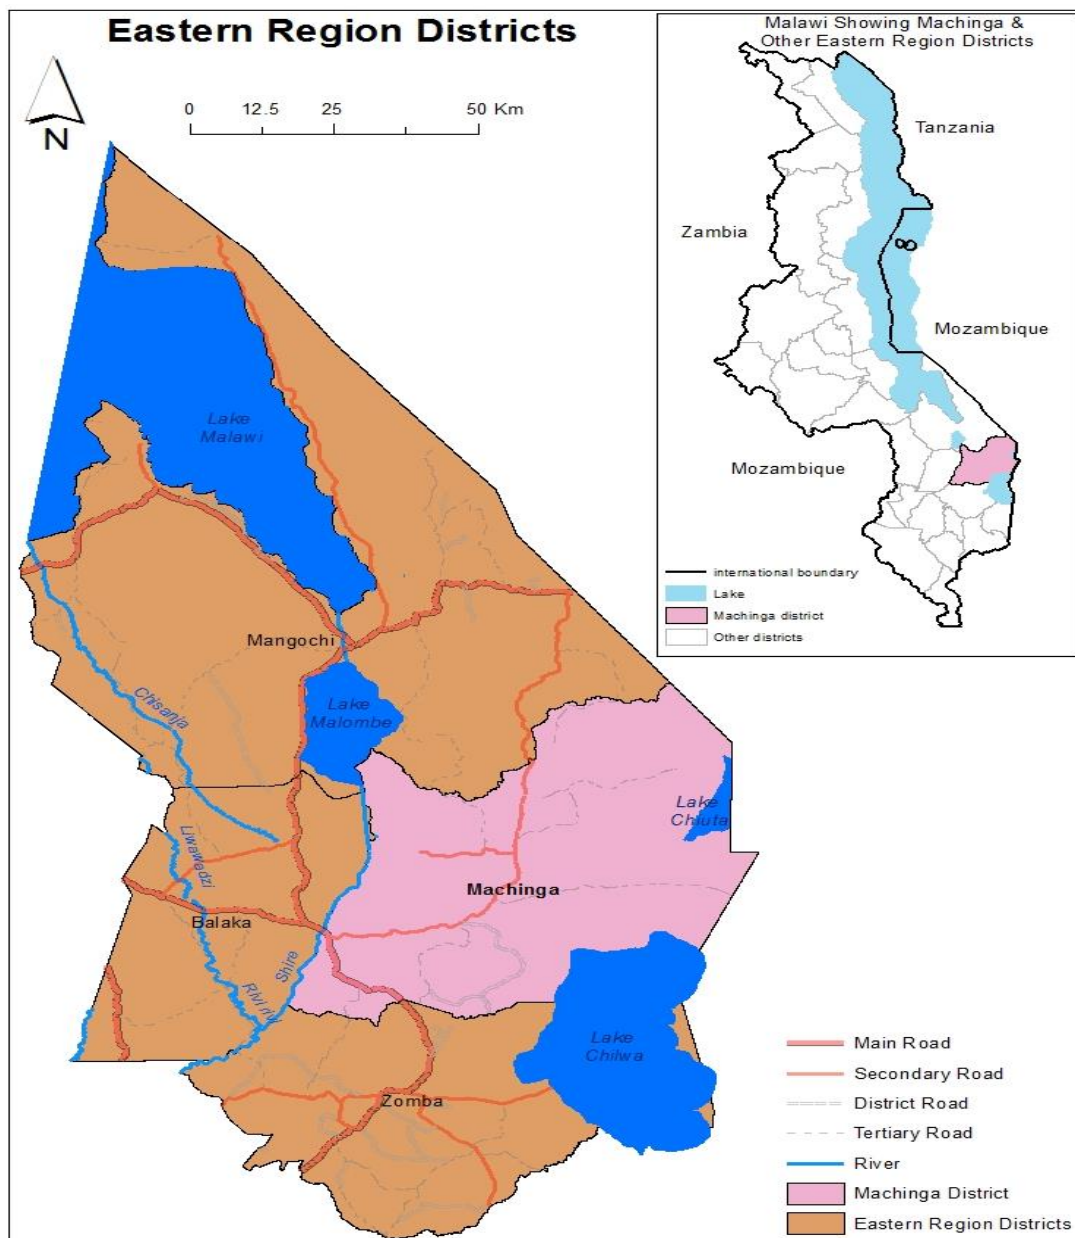 Eastern Region Districts
N
0 12.5 25 50 Km
Lake
Malawi
Mangochi
Lake
Malombe
Chisanja
Lake
Chiuta
Machinga
Liwawadzi
Balaka
Shire
Rivi rivi
Lake
Chilwa
Zomba
Main Road
Secondary Road
District Road
Tertiary Road
River
Machinga District
Eastern Region Districts
Malawi Showing Machinga &
Other Eastern Region Districts
Tanzania
Zambia
Mozambique
Mozambique
international boundary
Lake
Machinga district
Other districts